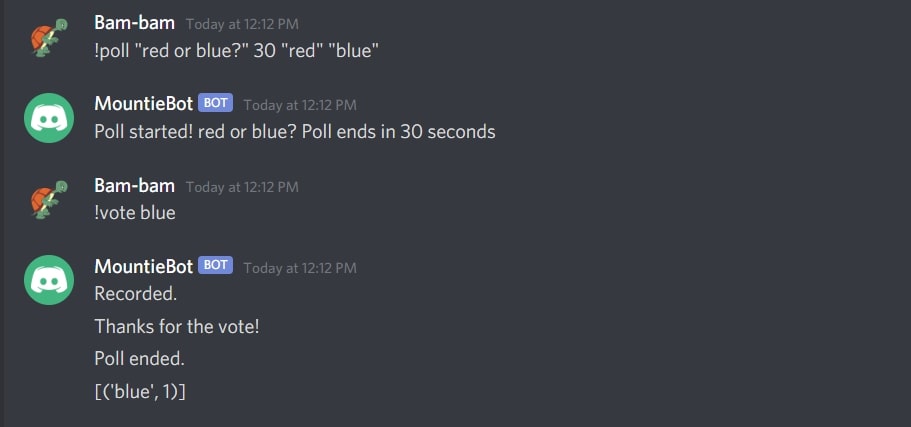 Bam-bam Today at 12:12 PM
!poll "red or blue?" 30 "red" "blue"
MountieBot BOT Today at 12:12 PM
Poll started! red or blue? Poll ends in 30 seconds
Bam-bam Today at 12:12 PM
!vote blue
MountieBot BOT Today at 12:12 PM
Recorded.
Thanks for the vote!
Poll ended.
[('blue', 1)]